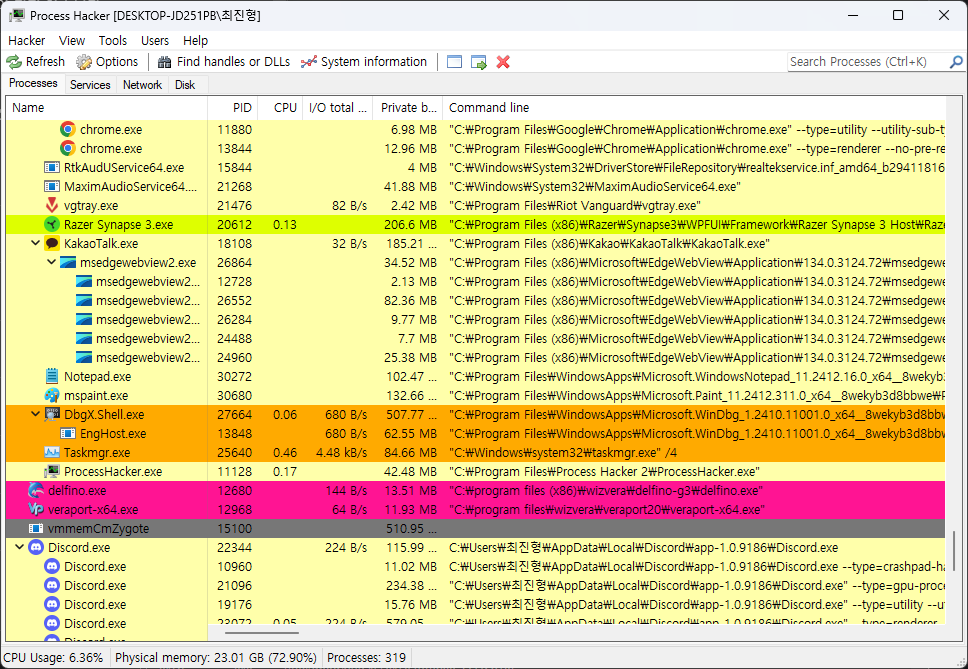 Process Hacker [DESKTOP-JD251PB₩최진형]
Hacker View Tools Users Help
Refresh Options Find handles or DLLs System information Search Processes (Ctrl+K)
Processes Services Network Disk
Name PID CPU I/O total ... Private b... Command line
chrome.exe 11880 6.98 MB "C:₩Program Files₩Google₩Chrome₩Application₩chrome.exe" --type=utility --utility-sub-t
chrome.exe 13844 12.96 MB "C:₩Program Files₩Google₩Chrome₩Application₩chrome.exe" --type=renderer --no-pre-re
RtkAudUService64.exe 15844 4 MB "C:₩Windows₩System32₩DriverStore₩FileRepository₩realtekservice.inf_amd64_b29411816
MaximAudioService64.... 21268 41.88 MB "C:₩Windows₩System32₩MaximAudioService64.exe"
vgtray.exe 21476 82 B/s 2.42 MB "C:₩Program Files₩Riot Vanguard₩vgtray.exe"
Razer Synapse 3.exe 20612 0.13 206.6 MB "C:₩Program Files (x86)₩Razer₩Synapse3₩WPFUI₩Framework₩Razer Synapse 3 Host₩Raze
KakaoTalk.exe 18108 32 B/s 185.21 ... "C:₩Program Files (x86)₩Kakao₩KakaoTalk₩KakaoTalk.exe"
msedgewebview2.exe 26864 34.52 MB "C:₩Program Files (x86)₩Microsoft₩EdgeWebView₩Application₩134.0.3124.72₩msedgewe
msedgewebview2... 12728 2.13 MB "C:₩Program Files (x86)₩Microsoft₩EdgeWebView₩Application₩134.0.3124.72₩msedgewe
msedgewebview2... 26552 82.36 MB "C:₩Program Files (x86)₩Microsoft₩EdgeWebView₩Application₩134.0.3124.72₩msedgewe
msedgewebview2... 26284 9.77 MB "C:₩Program Files (x86)₩Microsoft₩EdgeWebView₩Application₩134.0.3124.72₩msedgewe
msedgewebview2... 24488 7.7 MB "C:₩Program Files (x86)₩Microsoft₩EdgeWebView₩Application₩134.0.3124.72₩msedgewe
msedgewebview2... 24960 25.38 MB "C:₩Program Files (x86)₩Microsoft₩EdgeWebView₩Application₩134.0.3124.72₩msedgewe
Notepad.exe 30272 102.47 ... "C:₩Program Files₩WindowsApps₩Microsoft.WindowsNotepad_11.2412.16.0_x64__8wekyb3
mspaint.exe 30680 132.66 ... "C:₩Program Files₩WindowsApps₩Microsoft.Paint_11.2412.311.0_x64__8wekyb3d8bbwe₩P
DbgX.Shell.exe 27664 0.06 680 B/s 507.77 ... "C:₩Program Files₩WindowsApps₩Microsoft.WinDbg_1.2410.11001.0_x64__8wekyb3d8bbw
EngHost.exe 13848 680 B/s 62.55 MB "C:₩Program Files₩WindowsApps₩Microsoft.WinDbg_1.2410.11001.0_x64__8wekyb3d8bbw
Taskmgr.exe 25640 0.46 4.48 kB/s 84.66 MB "C:₩Windows₩system32₩taskmgr.exe" /4
ProcessHacker.exe 11128 0.17 42.48 MB "C:₩Program Files₩Process Hacker 2₩ProcessHacker.exe"
delfino.exe 12680 144 B/s 13.51 MB "C:₩program files (x86)₩wizvera₩delfino-g3₩delfino.exe"
veraport-x64.exe 12968 64 B/s 11.93 MB "C:₩program files₩wizvera₩veraport20₩veraport-x64.exe"
vmmemCmZygote 15100 510.95 ...
Discord.exe 22344 224 B/s 115.99 ... C:₩Users₩최진형₩AppData₩Local₩Discord₩app-1.0.9186₩Discord.exe
Discord.exe 10960 11.02 MB C:₩Users₩최진형₩AppData₩Local₩Discord₩app-1.0.9186₩Discord.exe --type=crashpad-ha
Discord.exe 21096 234.38 ... "C:₩Users₩최진형₩AppData₩Local₩Discord₩app-1.0.9186₩Discord.exe" --type=gpu-proce
Discord.exe 19176 15.76 MB "C:₩Users₩최진형₩AppData₩Local₩Discord₩app-1.0.9186₩Discord.exe" --type=utility --ut
Discord.exe 23072 0.05 224 B/s 579.05 ... "C:₩Users₩최진형₩AppData₩Local₩Discord₩app-1.0.9186₩Discord.exe" --type=renderer
Discord.exe
CPU Usage: 6.36% Physical memory: 23.01 GB (72.90%) Processes: 319